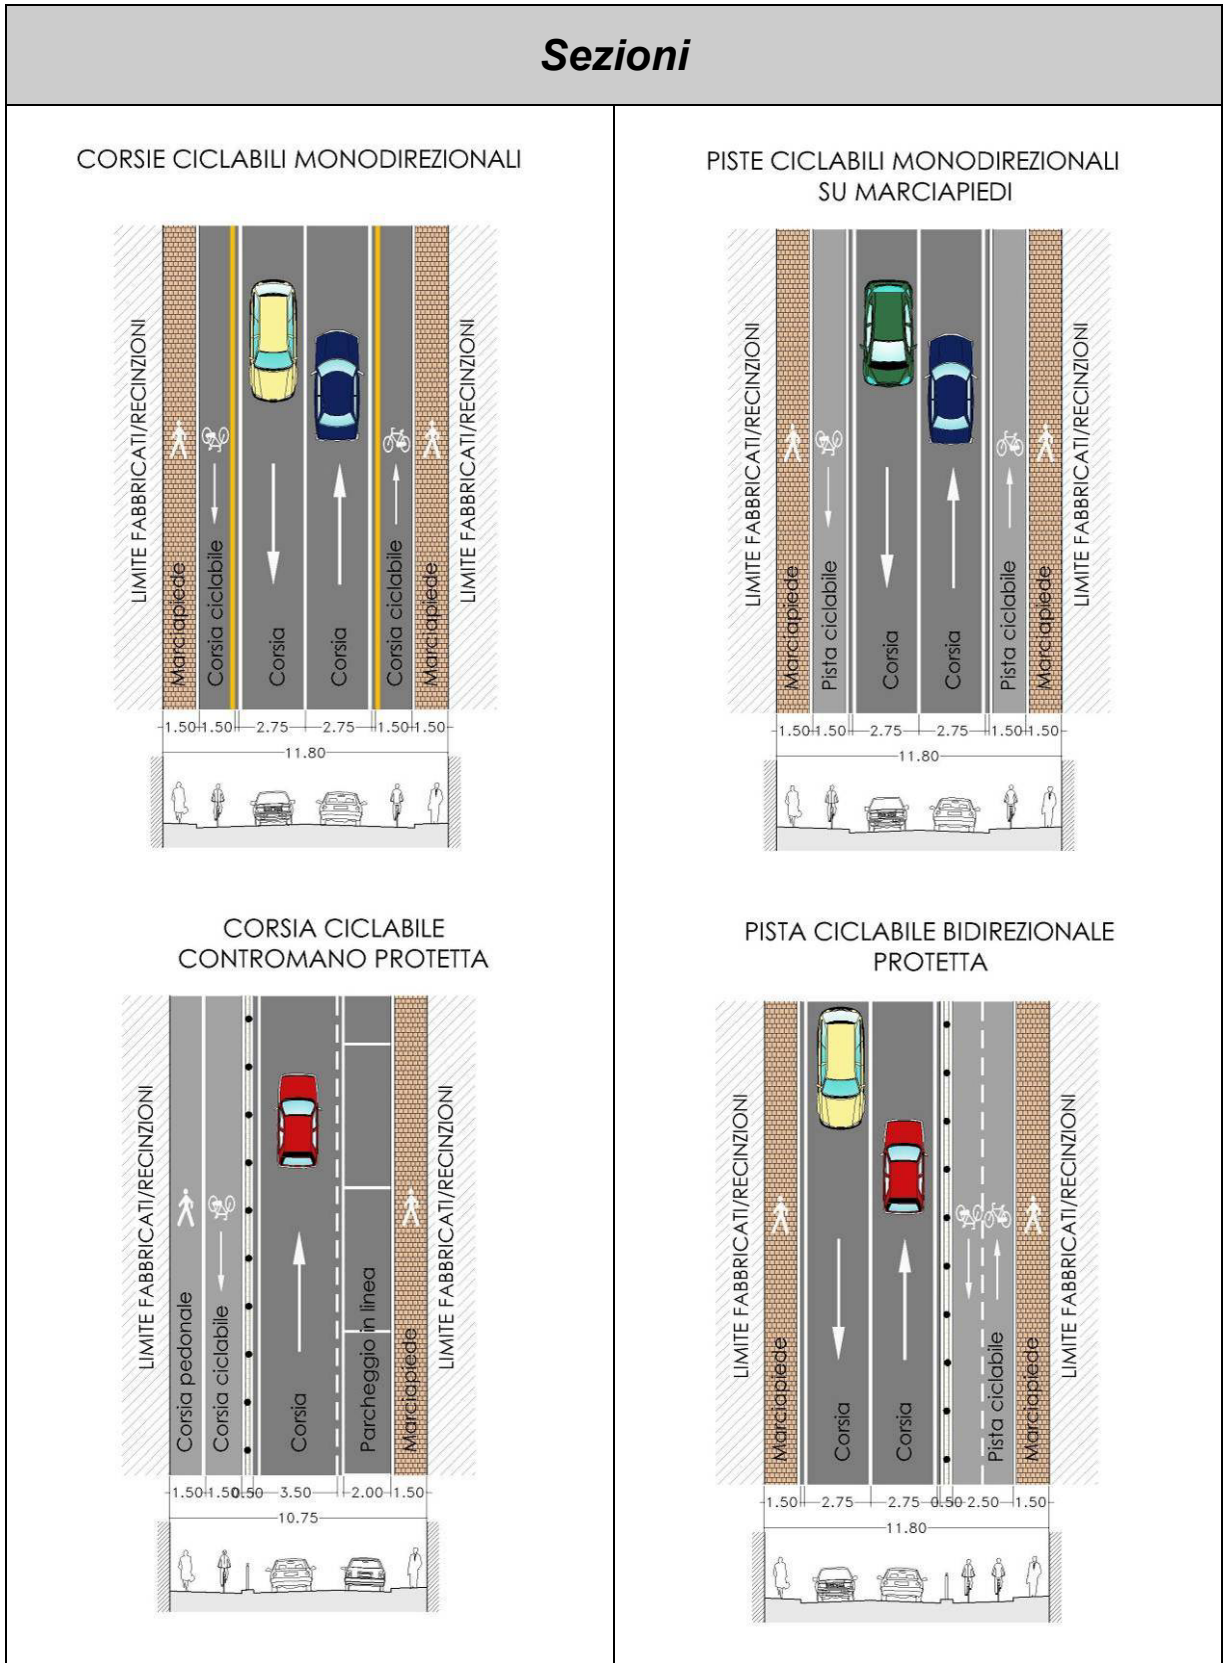 Sezioni
CORSIE CICLABILI MONODIREZIONALI
LIMITE FABBRICATI/RECINZIONI
Marciapiede
Corsia ciclabile
Corsia
Corsia
Corsia ciclabile
Marciapiede
LIMITE FABBRICATI/RECINZIONI
1.50 1.50 2.75 2.75 1.50 1.50
11.80
PISTE CICLABILI MONODIREZIONALI
SU MARCIAPIEDI
LIMITE FABBRICATI/RECINZIONI
Marciapiede
Pista ciclabile
Corsia
Corsia
Pista ciclabile
Marciapiede
LIMITE FABBRICATI/RECINZIONI
1.50 1.50 2.75 2.75 1.50 1.50
11.80
CORSIA CICLABILE
CONTROMANO PROTETTA
LIMITE FABBRICATI/RECINZIONI
Corsia pedonale
Corsia ciclabile
Corsia
Parcheggio in linea
Marciapiede
LIMITE FABBRICATI/RECINZIONI
1.50 1.50 0.50 3.50 2.00 1.50
10.75
PISTA CICLABILE BIDIREZIONALE
PROTETTA
LIMITE FABBRICATI/RECINZIONI
Marciapiede
Corsia
Corsia
Pista ciclabile
Marciapiede
LIMITE FABBRICATI/RECINZIONI
1.50 2.75 2.75 0.50 2.50 1.50
11.80